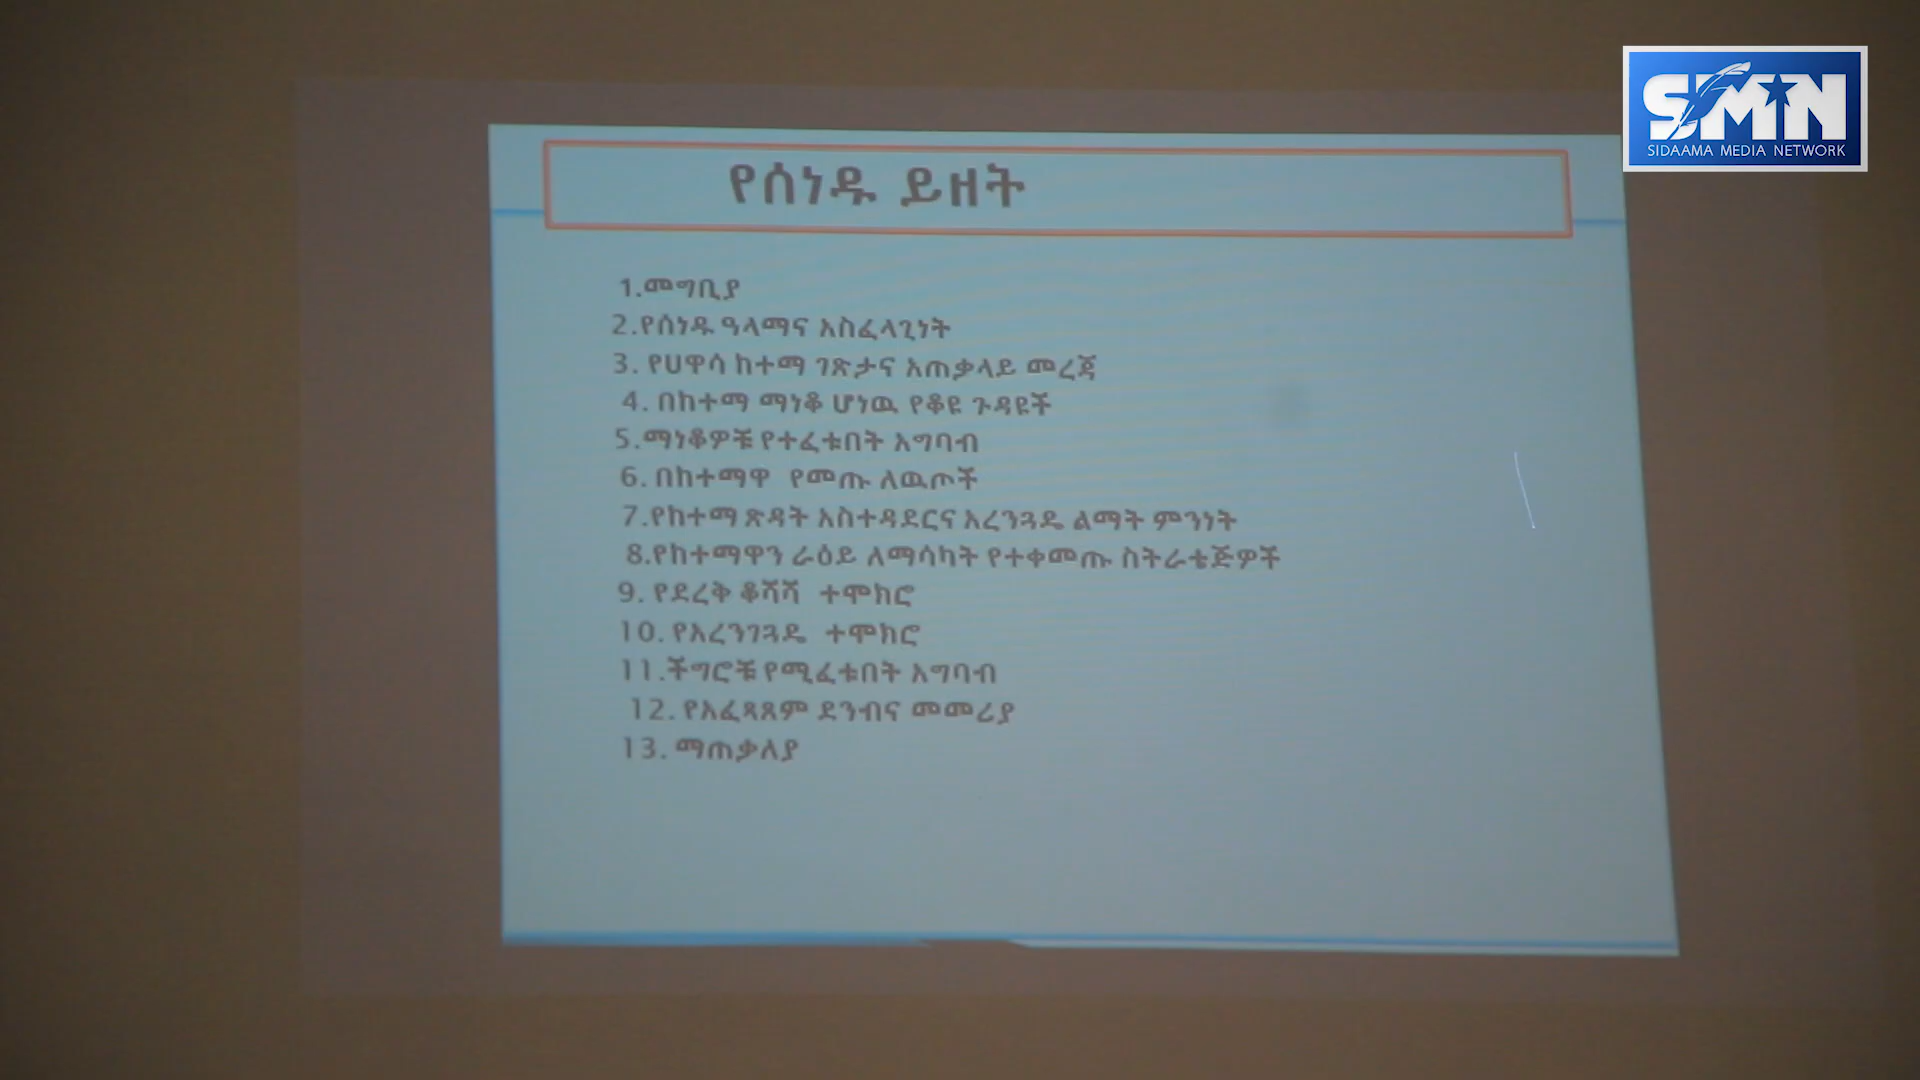 SMN
SIDAAMA MEDIA NETWORK
የሰነዱ ይዘት
1.መግቢያ
2.የሰነዱ ዓላማና አስፈላጊነት
3. የሀዋሳ ከተማ ገጽታና አጠቃላይ መረጃ
4. በከተማ ማነቆ ሆነዉ የቆዩ ጉዳዩች
5.ማነቆዎቹ የተፈቱበት አግባብ
6. በከተማዋ የመጡ ለዉጦች
7.የከተማ ጽዳት አስተዳደርና አረንጓዴ ልማት ምንነት
8.የከተማዋን ራዕይ ለማሳካት የተቀመጡ ስትራቴጅዎች
9. የደረቅ ቆሻሻ ተሞክሮ
10. የአረንገጓዴ ተሞክሮ
11.ችግሮቹ የሚፈቱበት አግባብ
12. የአፈጻጸም ደንብና መመሪያ
13. ማጠቃለያ